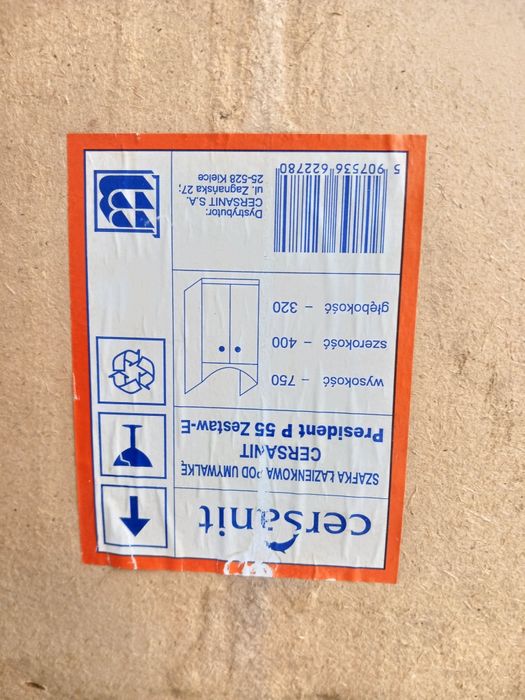 cersanit
SZAFKA ŁAZIENKOWA POD UMYWALKĘ
CERSANIT
President P 55 Zestaw-E
wysokość – 750
szerokość – 400
głębokość – 320
Dystrybutor:
CERSANIT S.A.
ul. Zagnańska 27;
25-528 Kielce
5 907536 622780